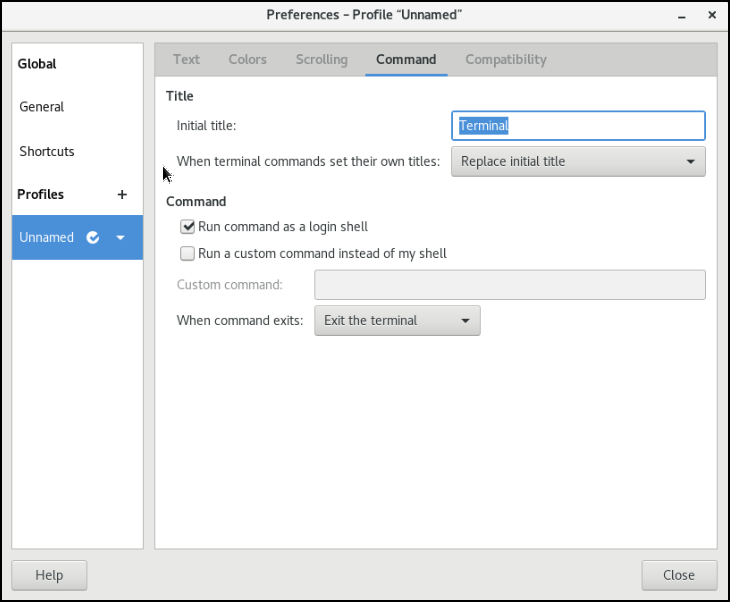 Preferences – Profile “Unnamed”
Global
General
Shortcuts
Profiles +
Unnamed
Text Colors Scrolling Command Compatibility
Title
Initial title: Terminal
When terminal commands set their own titles: Replace initial title
Command
Run command as a login shell
Run a custom command instead of my shell
Custom command:
When command exits: Exit the terminal
Help Close